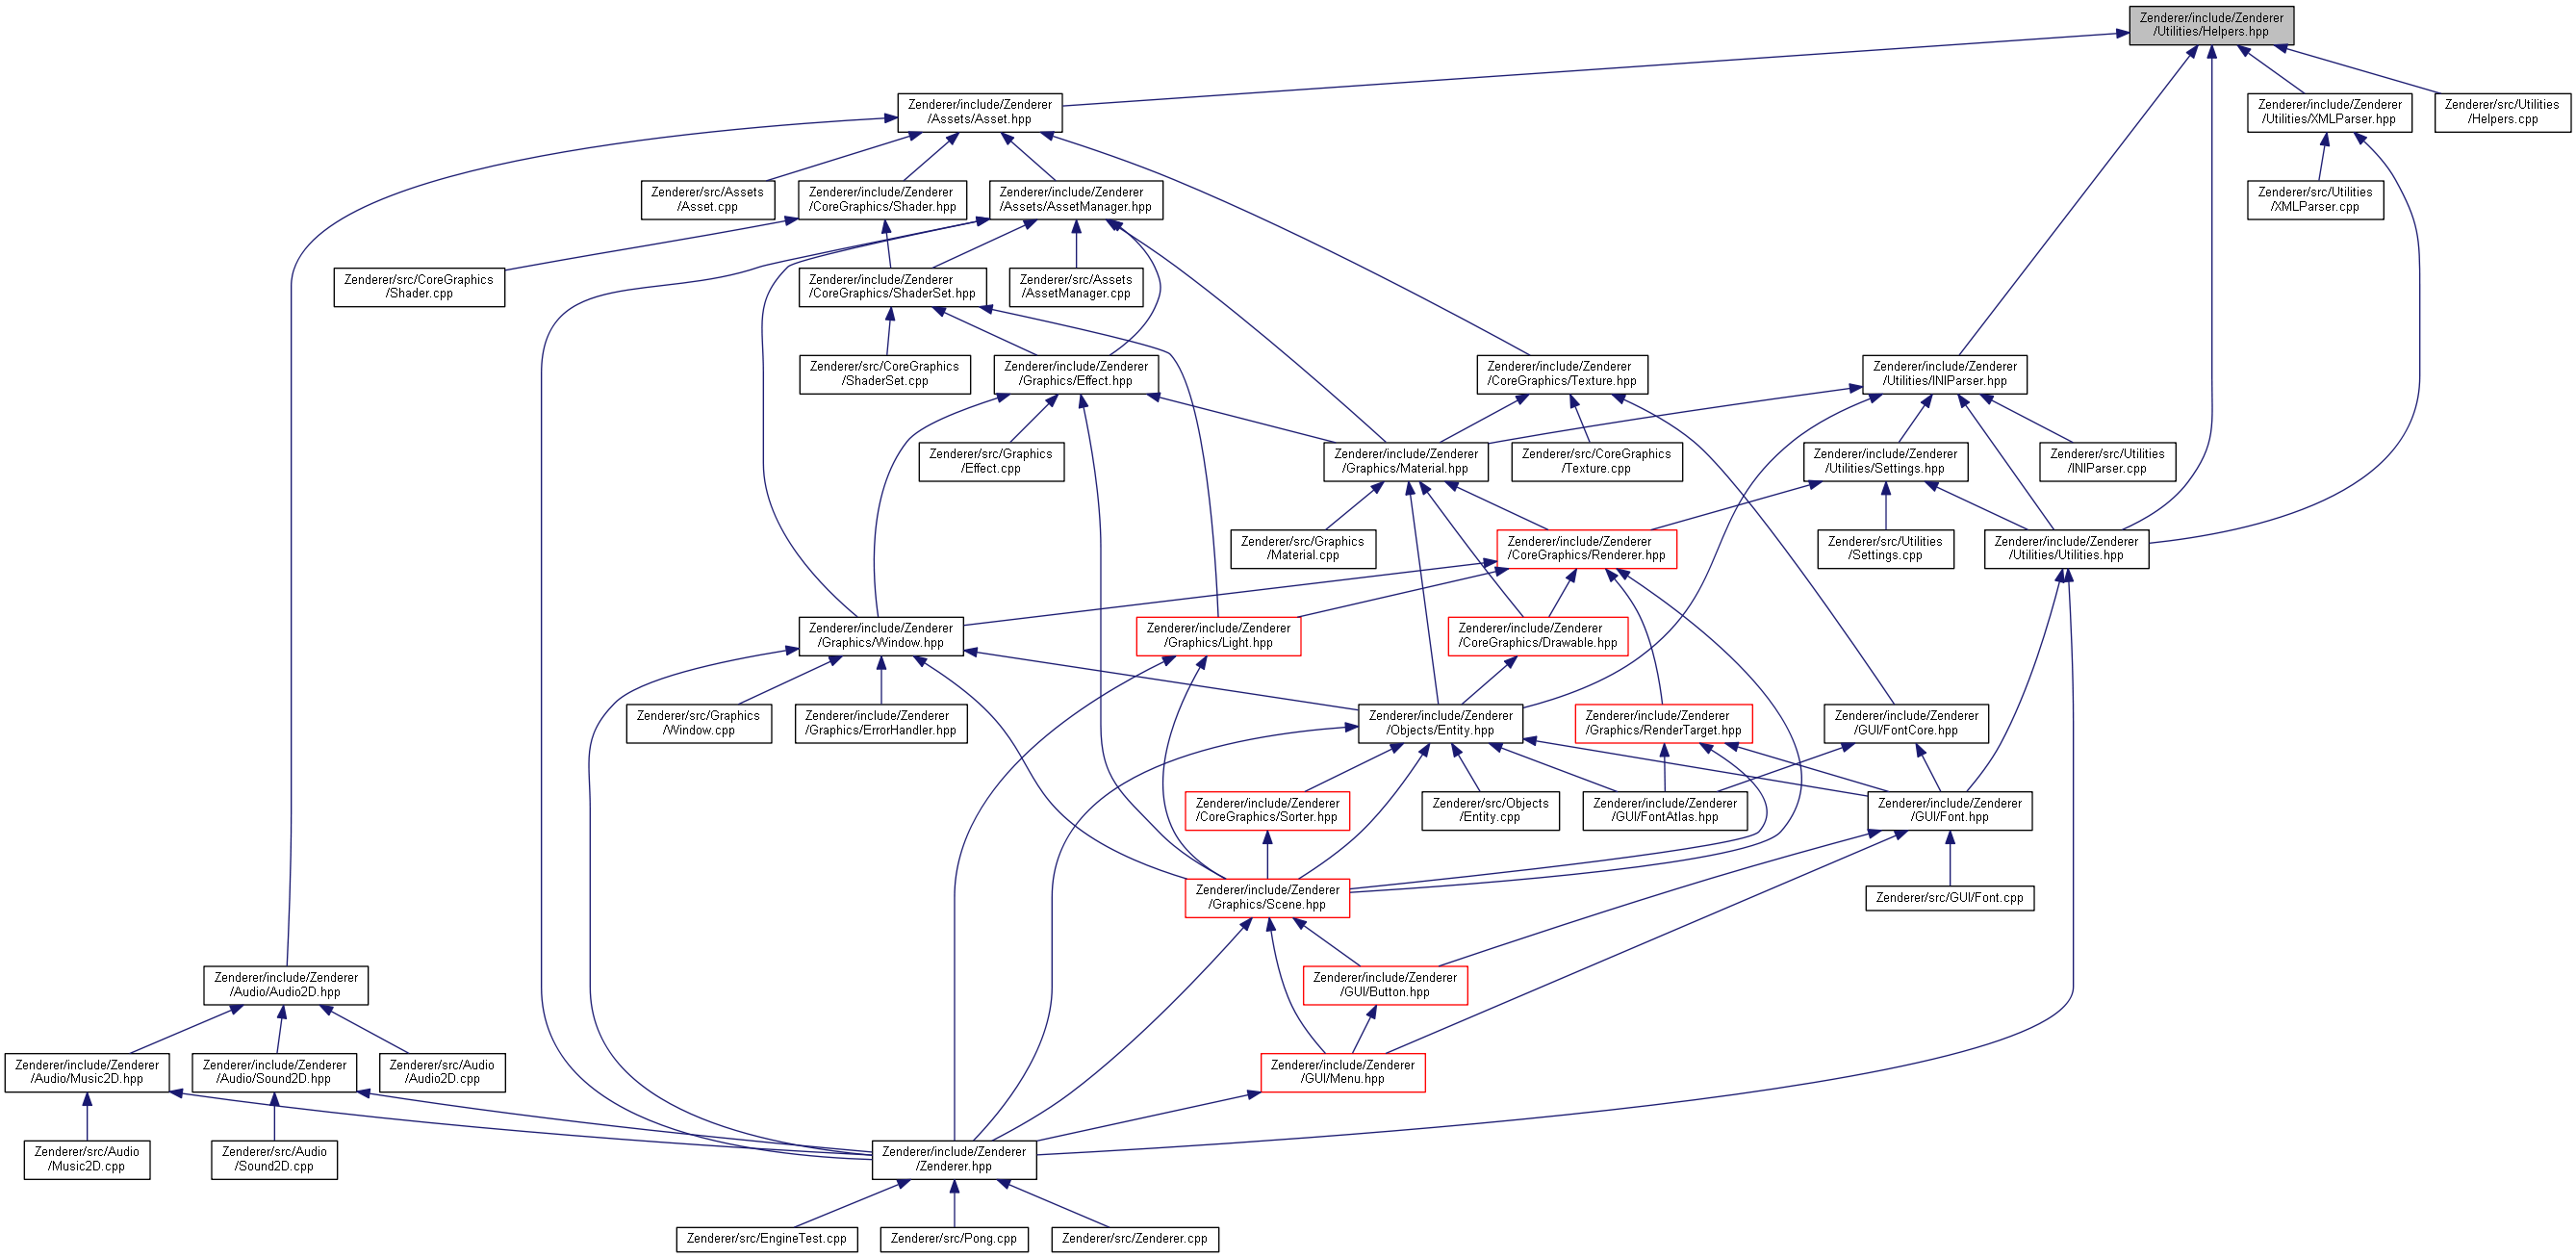 Zenderer/include/Zenderer
/Utilities/Helpers.hpp
Zenderer/include/Zenderer
/Assets/Asset.hpp
Zenderer/include/Zenderer
/Utilities/XMLParser.hpp
Zenderer/src/Utilities
/Helpers.cpp
Zenderer/src/Assets
/Asset.cpp
Zenderer/include/Zenderer
/CoreGraphics/Shader.hpp
Zenderer/include/Zenderer
/Assets/AssetManager.hpp
Zenderer/src/Utilities
/XMLParser.cpp
Zenderer/src/CoreGraphics
/Shader.cpp
Zenderer/include/Zenderer
/CoreGraphics/ShaderSet.hpp
Zenderer/src/Assets
/AssetManager.cpp
Zenderer/src/CoreGraphics
/ShaderSet.cpp
Zenderer/include/Zenderer
/Graphics/Effect.hpp
Zenderer/include/Zenderer
/CoreGraphics/Texture.hpp
Zenderer/include/Zenderer
/Utilities/INIParser.hpp
Zenderer/src/Graphics
/Effect.cpp
Zenderer/include/Zenderer
/Graphics/Material.hpp
Zenderer/src/CoreGraphics
/Texture.cpp
Zenderer/include/Zenderer
/Utilities/Settings.hpp
Zenderer/src/Utilities
/INIParser.cpp
Zenderer/src/Graphics
/Material.cpp
Zenderer/include/Zenderer
/CoreGraphics/Renderer.hpp
Zenderer/src/Utilities
/Settings.cpp
Zenderer/include/Zenderer
/Utilities/Utilities.hpp
Zenderer/include/Zenderer
/Graphics/Window.hpp
Zenderer/include/Zenderer
/Graphics/Light.hpp
Zenderer/include/Zenderer
/CoreGraphics/Drawable.hpp
Zenderer/src/Graphics
/Window.cpp
Zenderer/include/Zenderer
/Graphics/ErrorHandler.hpp
Zenderer/include/Zenderer
/Objects/Entity.hpp
Zenderer/include/Zenderer
/Graphics/RenderTarget.hpp
Zenderer/include/Zenderer
/GUI/FontCore.hpp
Zenderer/include/Zenderer
/CoreGraphics/Sorter.hpp
Zenderer/src/Objects
/Entity.cpp
Zenderer/include/Zenderer
/GUI/FontAtlas.hpp
Zenderer/include/Zenderer
/GUI/Font.hpp
Zenderer/include/Zenderer
/Graphics/Scene.hpp
Zenderer/src/GUI/Font.cpp
Zenderer/include/Zenderer
/Audio/Audio2D.hpp
Zenderer/include/Zenderer
/GUI/Button.hpp
Zenderer/include/Zenderer
/Audio/Music2D.hpp
Zenderer/include/Zenderer
/Audio/Sound2D.hpp
Zenderer/src/Audio
/Audio2D.cpp
Zenderer/include/Zenderer
/GUI/Menu.hpp
Zenderer/src/Audio
/Music2D.cpp
Zenderer/src/Audio
/Sound2D.cpp
Zenderer/include/Zenderer
/Zenderer.hpp
Zenderer/src/EngineTest.cpp
Zenderer/src/Pong.cpp
Zenderer/src/Zenderer.cpp